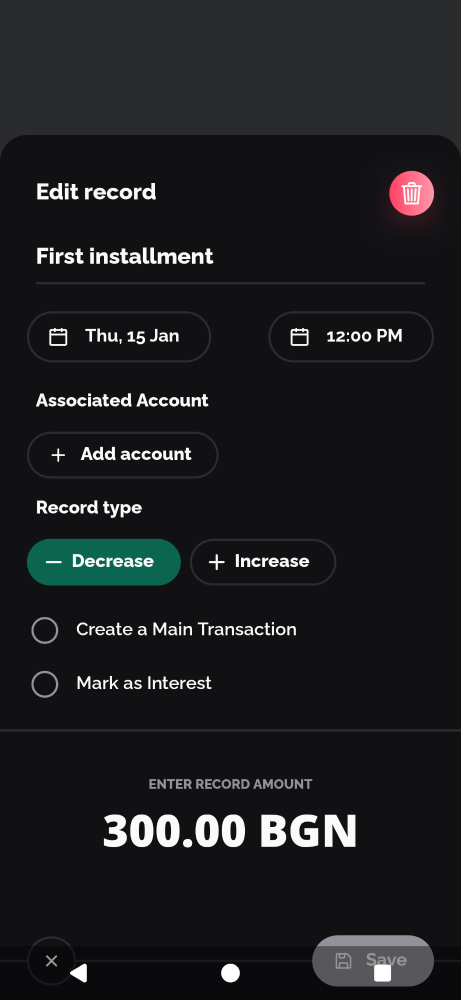 Edit record
First installment
Thu, 15 Jan
12:00 PM
Associated Account
Add account
Record type
Decrease
Increase
Create a Main Transaction
Mark as Interest
ENTER RECORD AMOUNT
300.00 BGN
Save